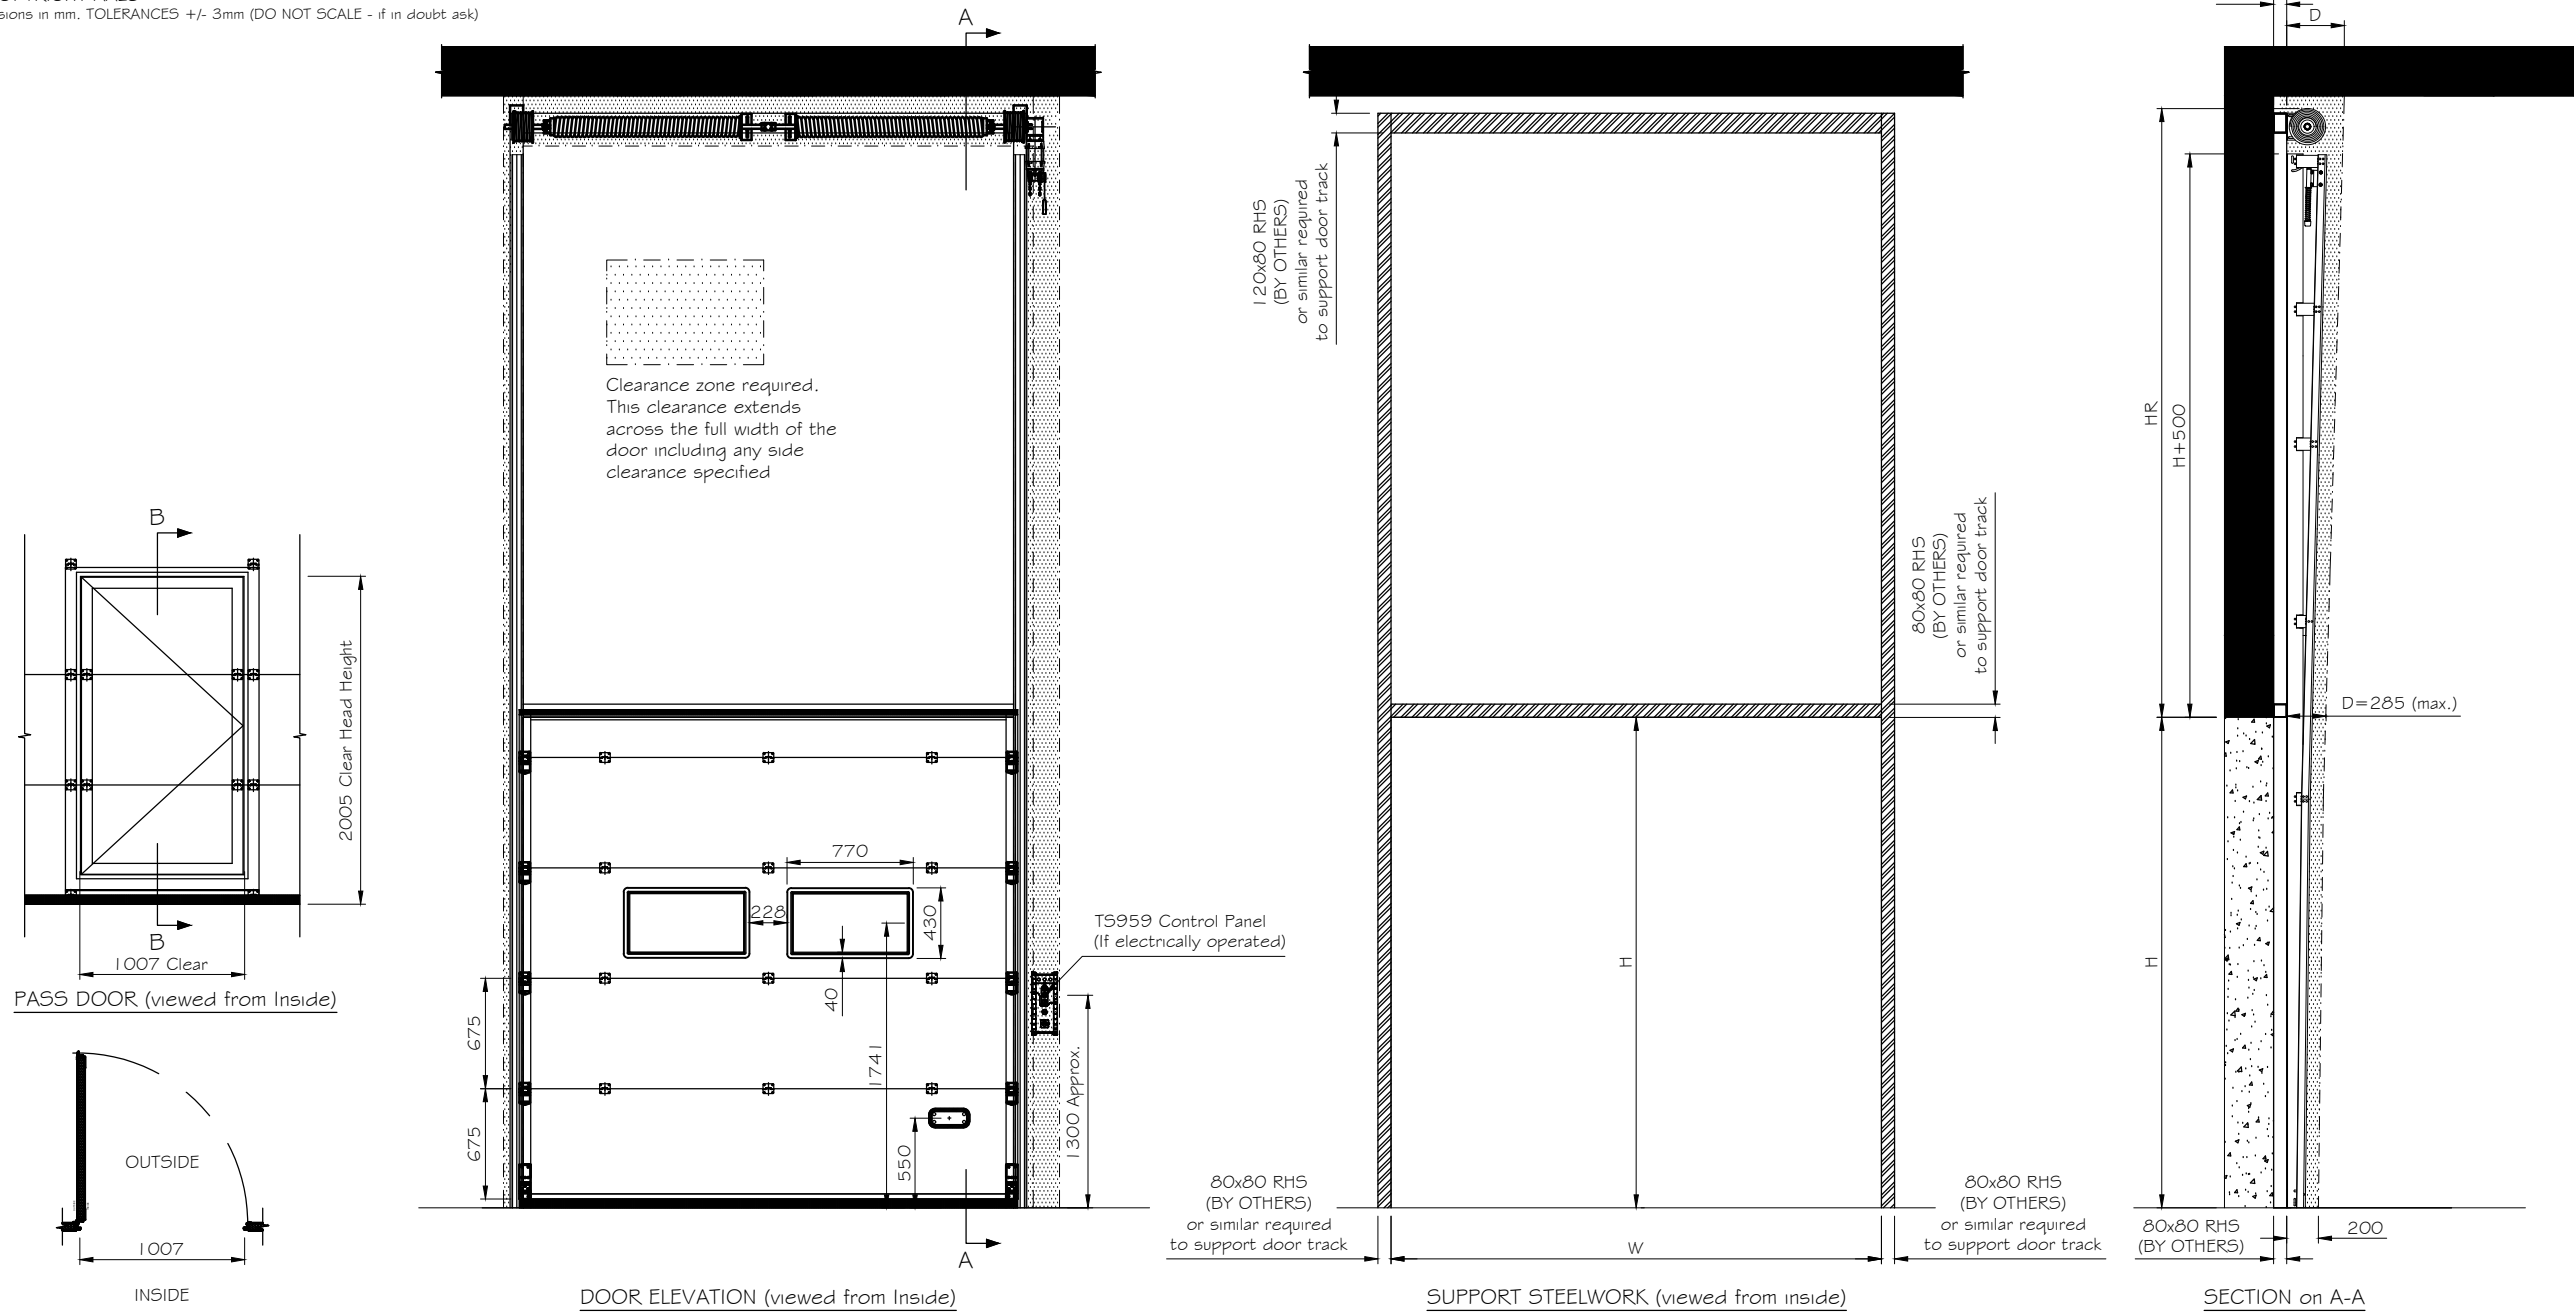 sions in mm. TOLERANCES +/- 3mm (DO NOT SCALE - if in doubt ask)
B
B
2005 Clear Head Height
1007 Clear
PASS DOOR (viewed from Inside)
OUTSIDE
1007
INSIDE
A
Clearance zone required.
This clearance extends
across the full width of the
door including any side
clearance specified
770
228
430
40
1741
675
675
550
1300 Approx.
TS959 Control Panel
(If electrically operated)
A
DOOR ELEVATION (viewed from Inside)
120x80 RHS
(BY OTHERS)
or similar required
to support door track
80x80 RHS
(BY OTHERS)
or similar required
to support door track
H
80x80 RHS
(BY OTHERS)
or similar required
to support door track
W
80x80 RHS
(BY OTHERS)
or similar required
to support door track
SUPPORT STEELWORK (viewed from inside)
D
HR
H+500
D=285 (max.)
H
80x80 RHS
(BY OTHERS)
200
SECTION on A-A